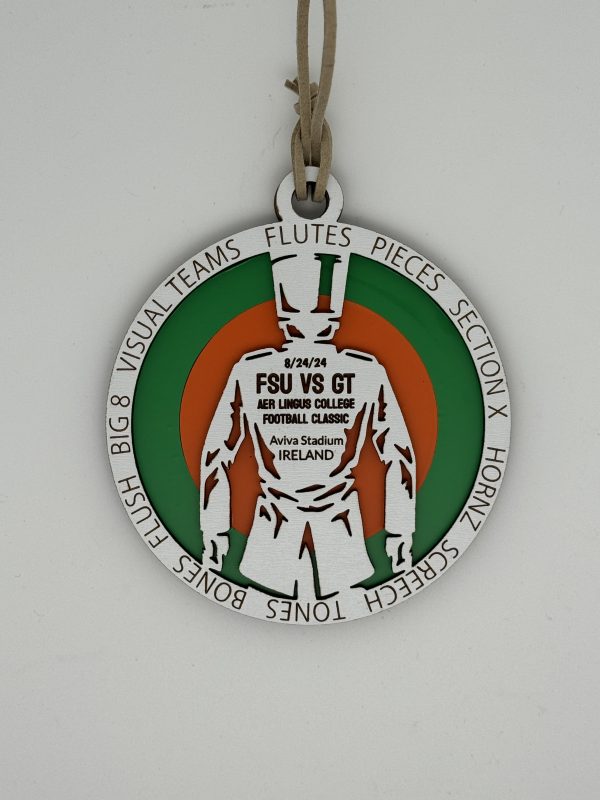 FLUTES PIECES SECTION X HORNZ SCREECH TONES BONES FLUSH BIG 8 VISUAL TEAMS
8/24/24
FSU VS GT
AER LINGUS COLLEGE
FOOTBALL CLASSIC
Aviva Stadium
IRELAND